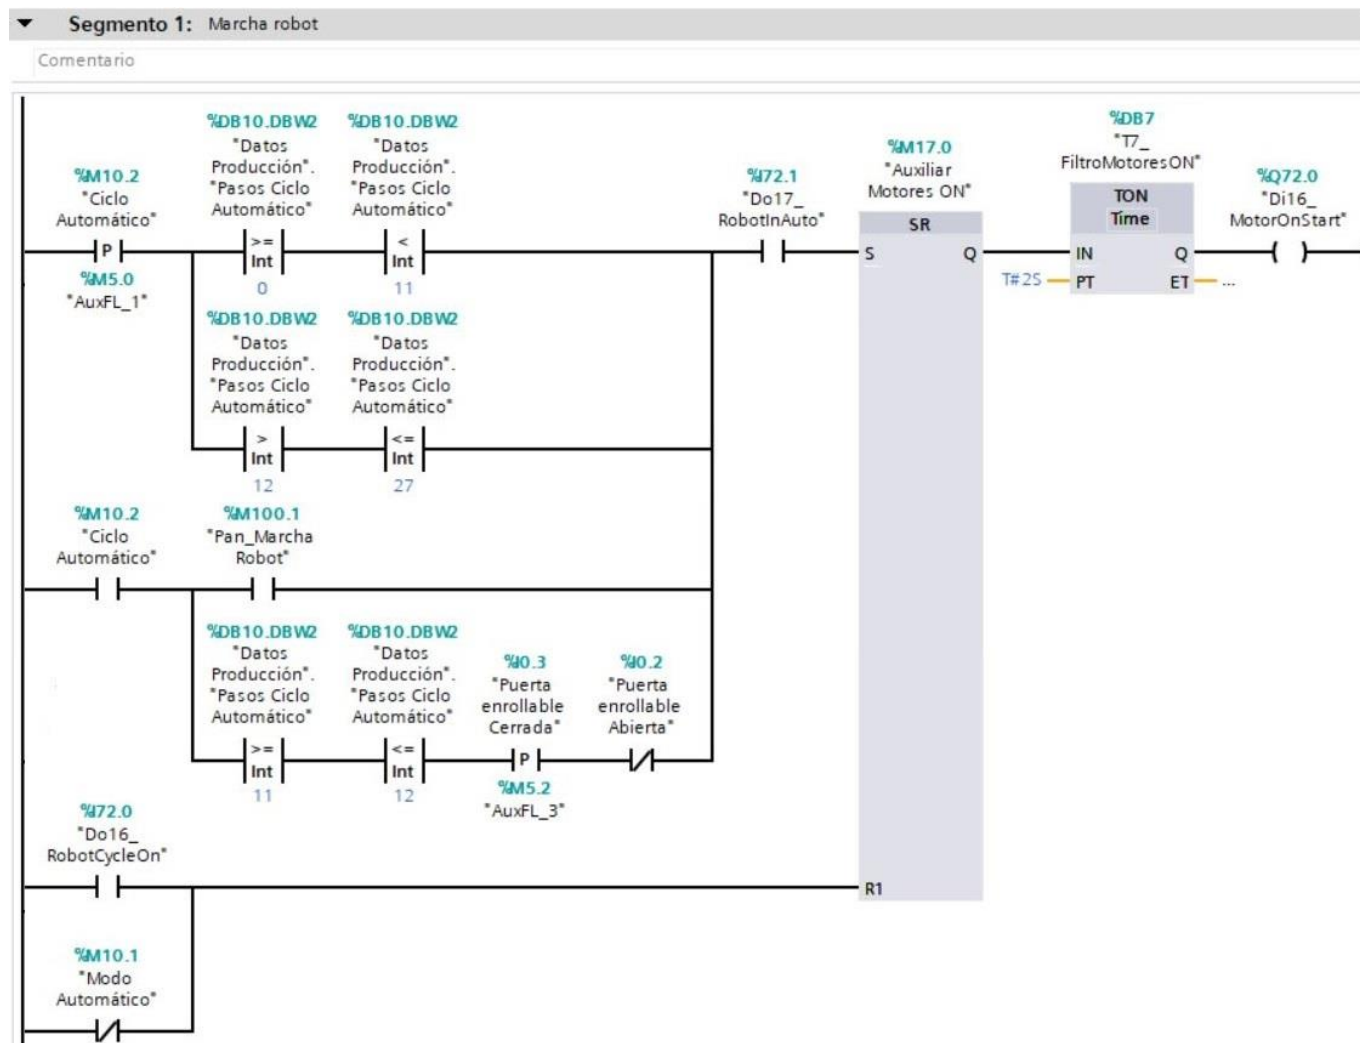 Segmento 1: Marcha robot
Comentario
%M10.2
"Ciclo
Automático"
P
%M5.0
"AuxFL_1"
%DB10.DBW2
"Datos
Producción".
"Pasos Ciclo
Automático"
>=
Int
0
%DB10.DBW2
"Datos
Producción".
"Pasos Ciclo
Automático"
<
Int
11
%I72.1
"Do17_
RobotInAuto"
%M17.0
"Auxiliar
Motores ON"
SR
S
Q
R1
%DB7
"T7_
FiltroMotoresON"
TON
Time
IN
Q
T#2S
PT
ET
...
%Q72.0
"Di16_
MotorOnStart"
%DB10.DBW2
"Datos
Producción".
"Pasos Ciclo
Automático"
>
Int
12
%DB10.DBW2
"Datos
Producción".
"Pasos Ciclo
Automático"
<=
Int
27
%M10.2
"Ciclo
Automático"
%M100.1
"Pan_Marcha
Robot"
%DB10.DBW2
"Datos
Producción".
"Pasos Ciclo
Automático"
>=
Int
11
%DB10.DBW2
"Datos
Producción".
"Pasos Ciclo
Automático"
<=
Int
12
%I0.3
"Puerta
enrollable
Cerrada"
P
%M5.2
"AuxFL_3"
%I0.2
"Puerta
enrollable
Abierta"
%I72.0
"Do16_
RobotCycleOn"
%M10.1
"Modo
Automático"